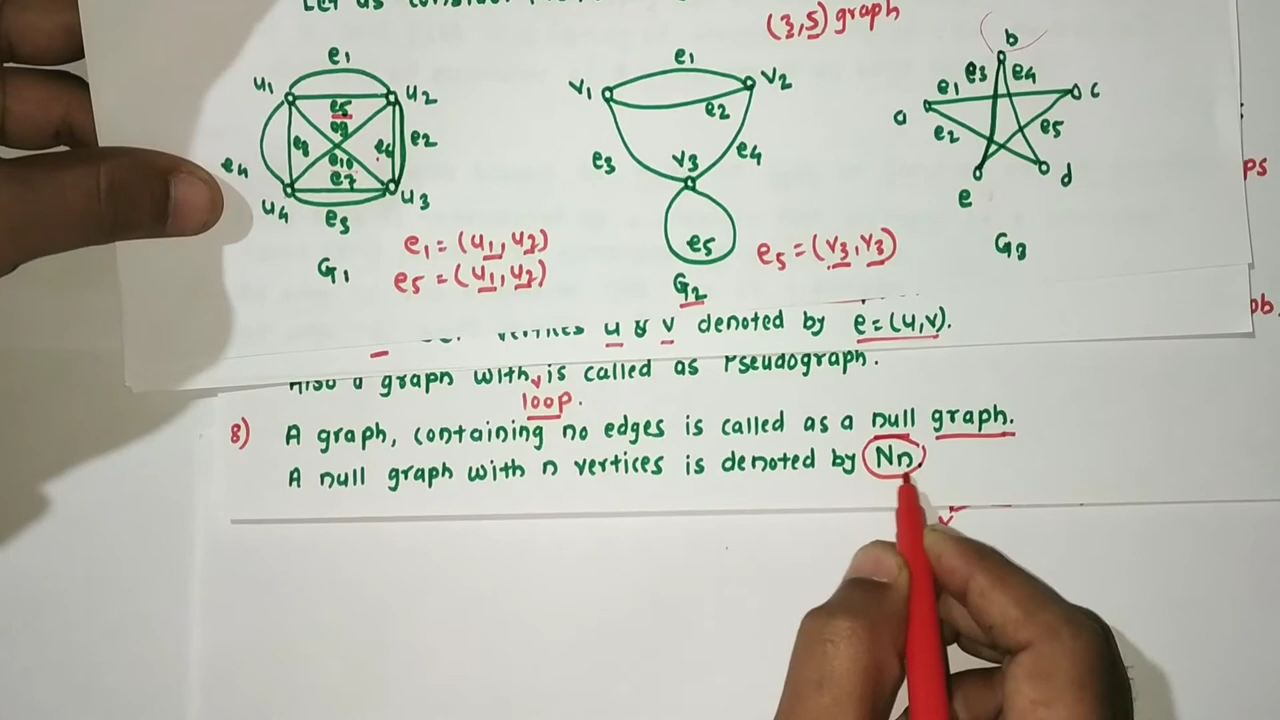 (3,5) graph
e1
u1
u2
e5
e9
e4
e8
e6
e2
e10
e7
u4
u3
e3
e1 = (u1, u2)
e5 = (u1, u2)
G1
e1
v1
v2
e2
e3
v3
e4
e5
e5 = (v3, v3)
G2
b
e3
e4
e1
c
a
e2
e5
e
d
G3
vertices u & v denoted by e = (u,v).
Also a graph with is called as Pseudograph.
loop.
8) A graph, containing no edges is called as a null graph.
A null graph with n vertices is denoted by Nn.